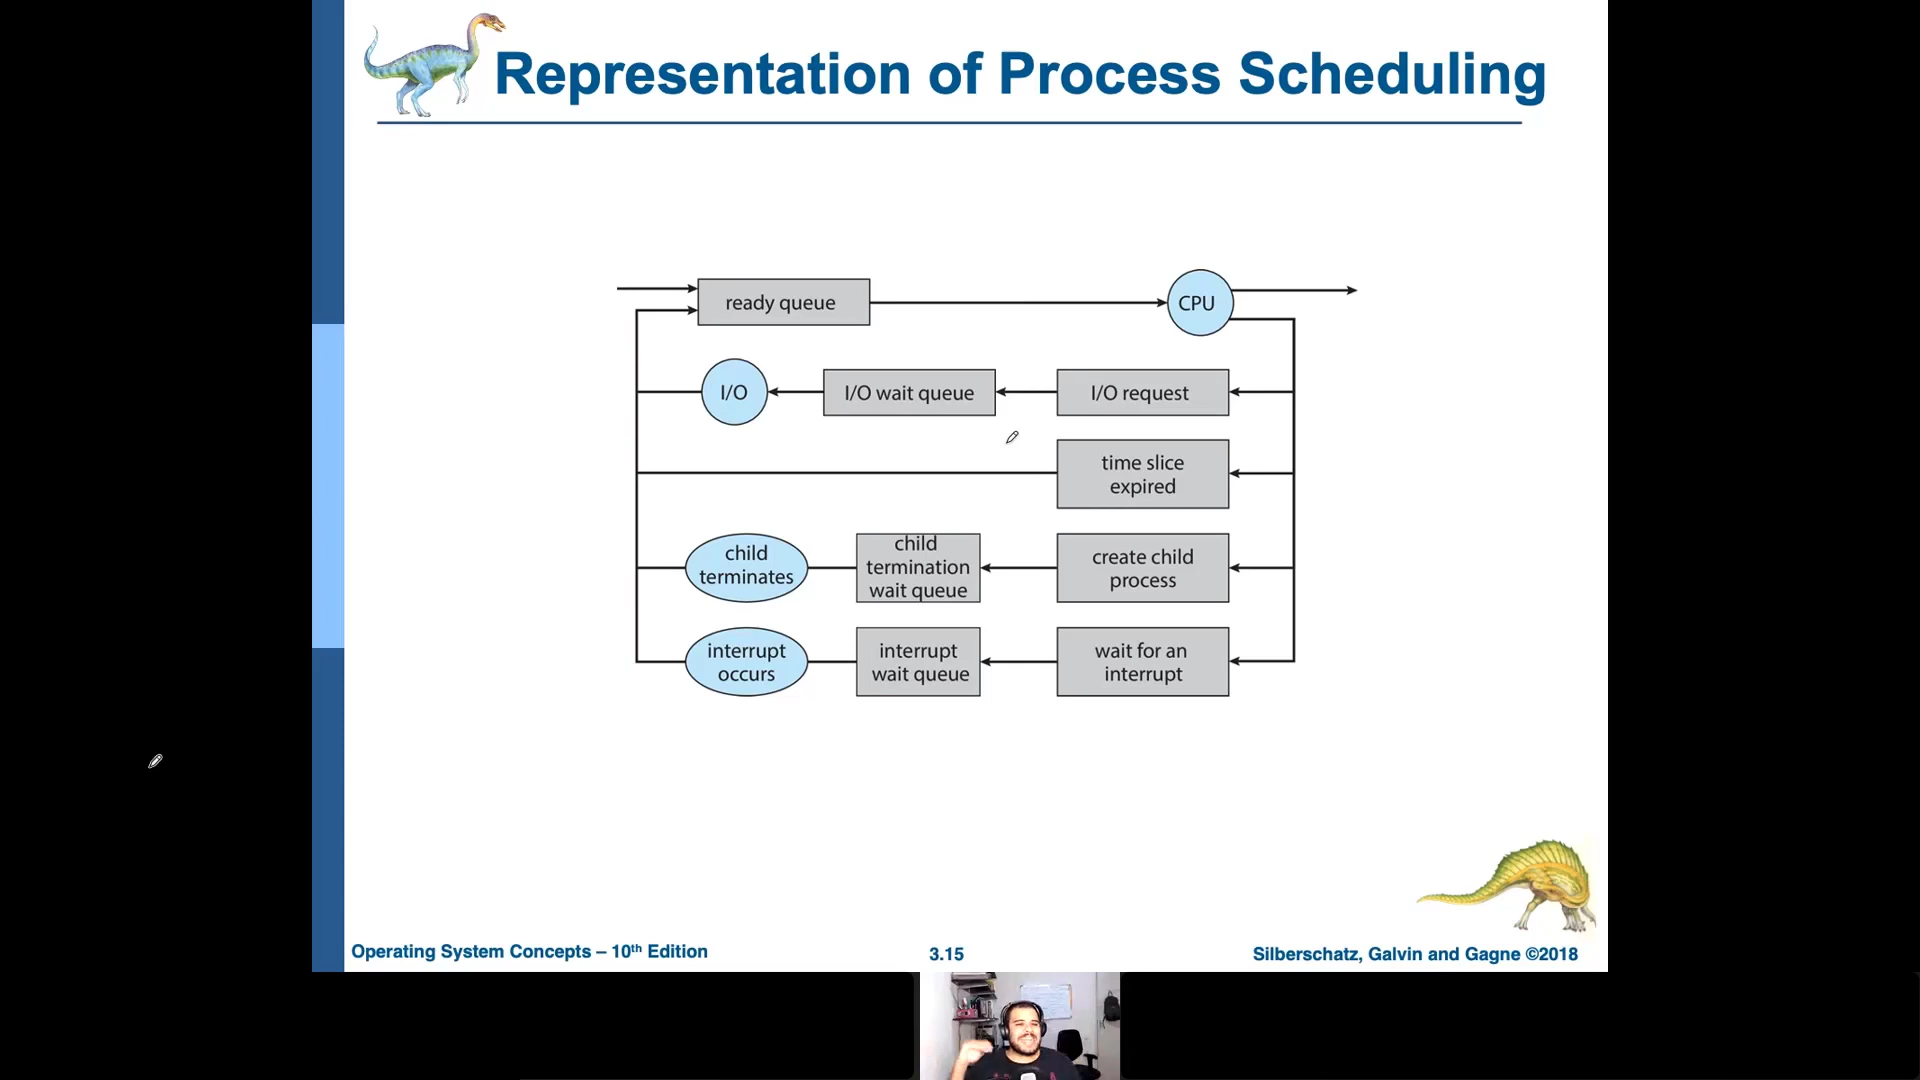 Representation of Process Scheduling
ready queue
CPU
I/O
I/O wait queue
I/O request
time slice
expired
child
terminates
child
termination
wait queue
create child
process
interrupt
occurs
interrupt
wait queue
wait for an
interrupt
Operating System Concepts – 10th Edition
3.15
Silberschatz, Galvin and Gagne ©2018